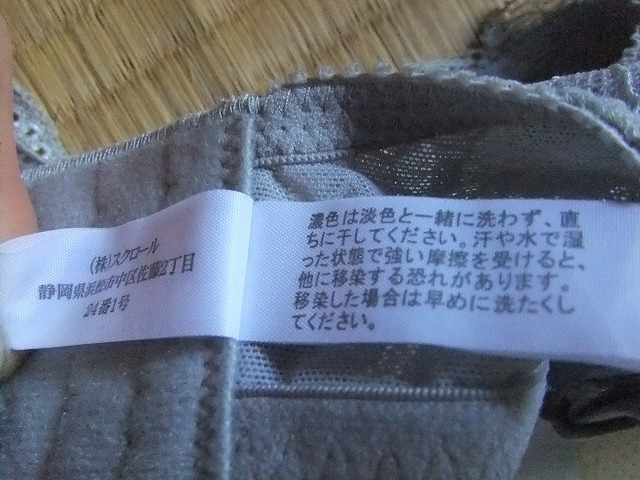 (株)スクロール
静岡県浜松市中区佐藤2丁目
24番1号
濃色は淡色と一緒に洗わず、直
ちに干してください。汗や水で湿
った状態で強い摩擦を受けると、
他に移染する恐れがあります。
移染した場合は早めに洗たくし
てください。